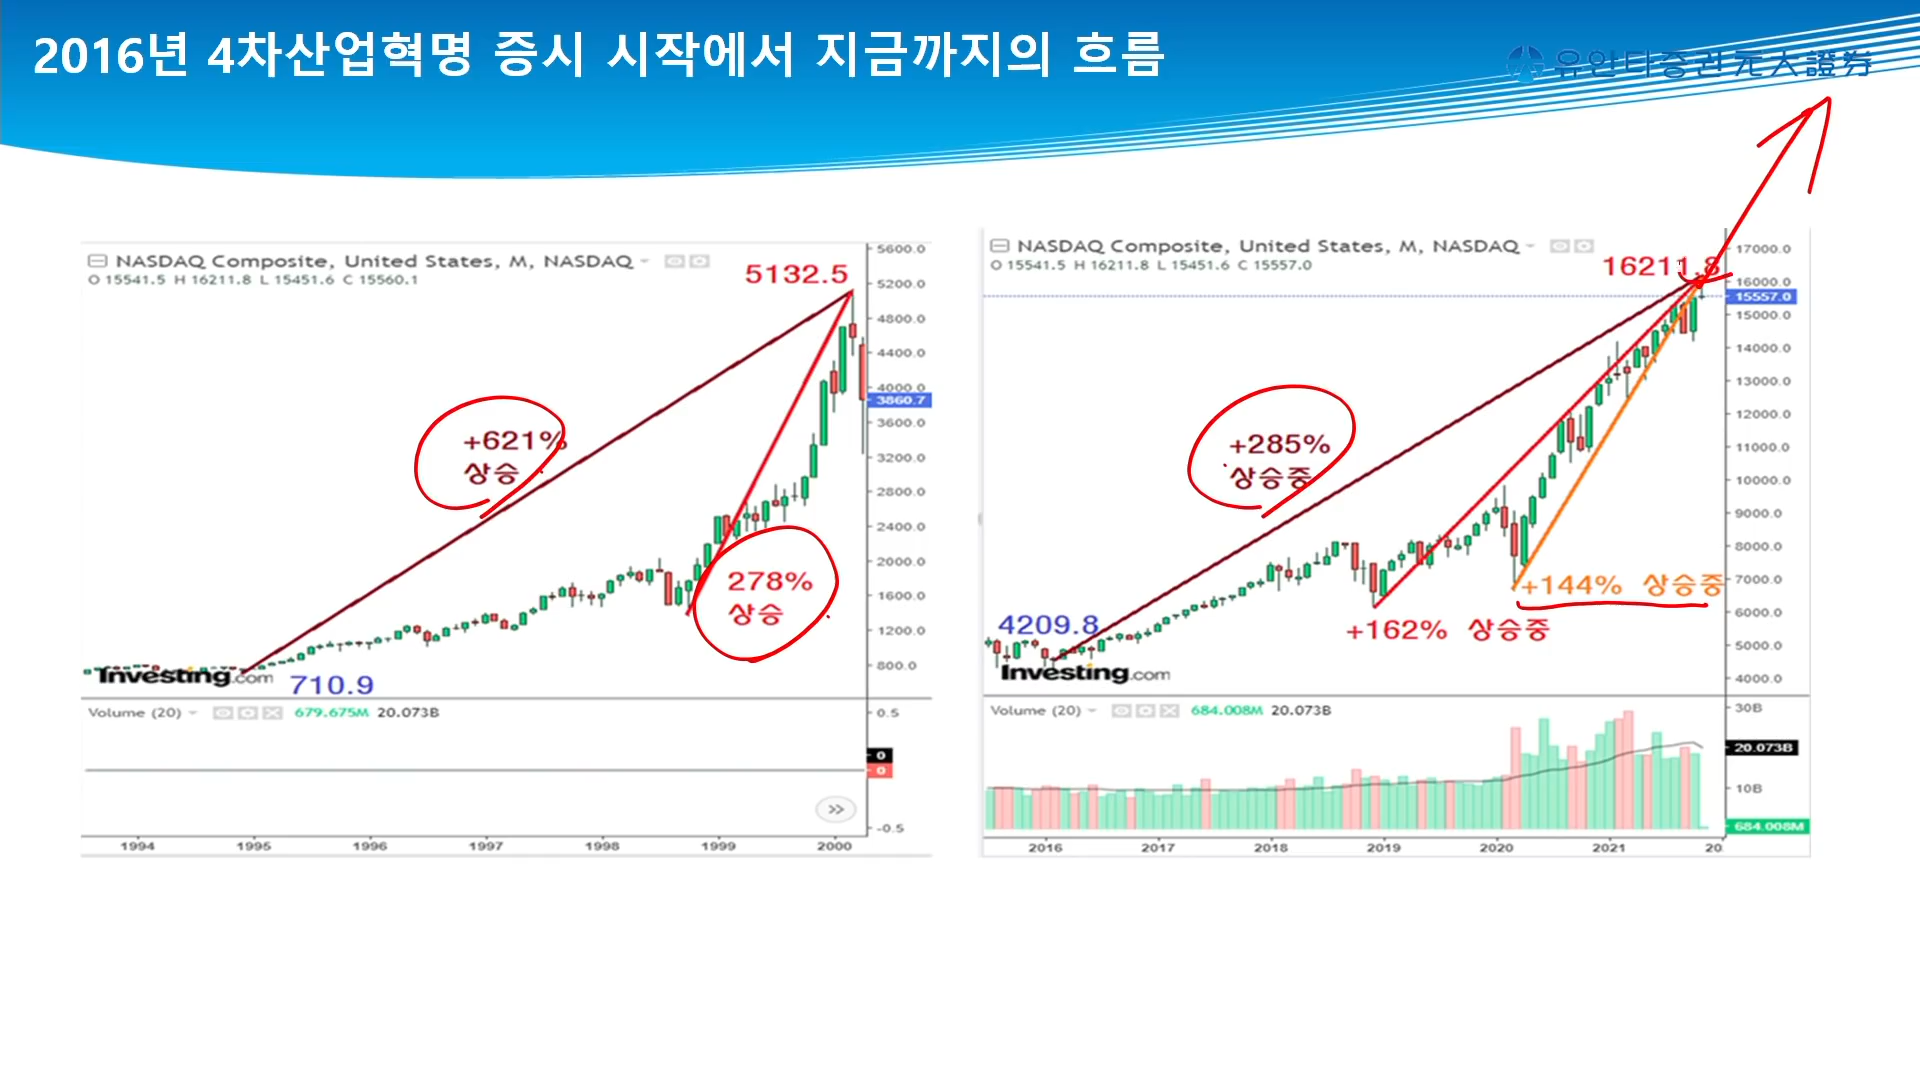 2016년 4차산업혁명 증시 시작에서 지금까지의 흐름
유안타증권 元大證券
NASDAQ Composite, United States, M, NASDAQ
O 15541.5 H 16211.8 L 15451.6 C 15560.1
5132.5
5600.0
5200.0
4800.0
4400.0
4000.0
3860.7
3600.0
3200.0
2800.0
2400.0
2000.0
1600.0
1200.0
800.0
+621%
상승
278%
상승
Investing.com
710.9
Volume (20) 679.675M 20.073B
0.5
0
0
-0.5
1994 1995 1996 1997 1998 1999 2000
NASDAQ Composite, United States, M, NASDAQ
O 15541.5 H 16211.8 L 15451.6 C 15557.0
16211.8
17000.0
16000.0
15557.0
15000.0
14000.0
13000.0
12000.0
11000.0
10000.0
9000.0
8000.0
7000.0
6000.0
5000.0
4000.0
+285%
상승중
+144% 상승중
+162% 상승중
4209.8
Investing.com
Volume (20) 684.008M 20.073B
30B
20.073B
10B
684.008M
2016 2017 2018 2019 2020 2021 20